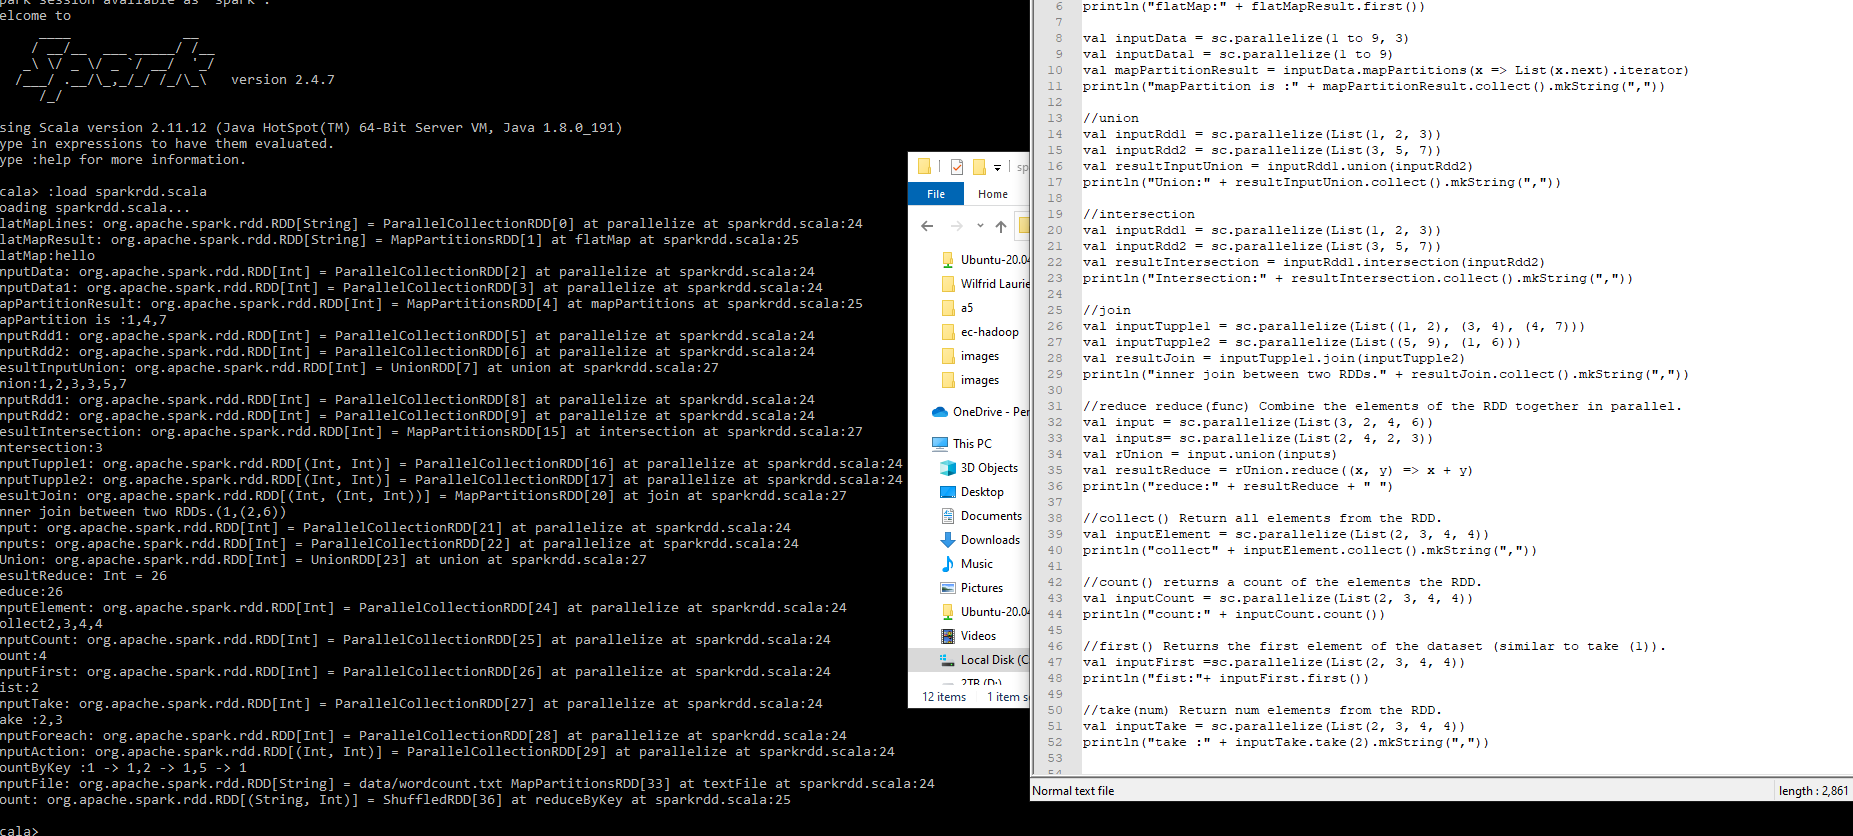 park session available as 'spark'.
elcome to
version 2.4.7
sing Scala version 2.11.12 (Java HotSpot(TM) 64-Bit Server VM, Java 1.8.0_191)
ype in expressions to have them evaluated.
ype :help for more information.
cala> :load sparkrdd.scala
oading sparkrdd.scala...
latMapLines: org.apache.spark.rdd.RDD[String] = ParallelCollectionRDD[0] at parallelize at sparkrdd.scala:24
latMapResult: org.apache.spark.rdd.RDD[String] = MapPartitionsRDD[1] at flatMap at sparkrdd.scala:25
latMap:hello
nputData: org.apache.spark.rdd.RDD[Int] = ParallelCollectionRDD[2] at parallelize at sparkrdd.scala:24
nputData1: org.apache.spark.rdd.RDD[Int] = ParallelCollectionRDD[3] at parallelize at sparkrdd.scala:24
apPartitionResult: org.apache.spark.rdd.RDD[Int] = MapPartitionsRDD[4] at mapPartitions at sparkrdd.scala:25
apPartition is :1,4,7
nputRdd1: org.apache.spark.rdd.RDD[Int] = ParallelCollectionRDD[5] at parallelize at sparkrdd.scala:24
nputRdd2: org.apache.spark.rdd.RDD[Int] = ParallelCollectionRDD[6] at parallelize at sparkrdd.scala:24
esultInputUnion: org.apache.spark.rdd.RDD[Int] = UnionRDD[7] at union at sparkrdd.scala:27
nion:1,2,3,3,5,7
nputRdd1: org.apache.spark.rdd.RDD[Int] = ParallelCollectionRDD[8] at parallelize at sparkrdd.scala:24
nputRdd2: org.apache.spark.rdd.RDD[Int] = ParallelCollectionRDD[9] at parallelize at sparkrdd.scala:24
esultIntersection: org.apache.spark.rdd.RDD[Int] = MapPartitionsRDD[15] at intersection at sparkrdd.scala:27
ntersection:3
nputTupple1: org.apache.spark.rdd.RDD[(Int, Int)] = ParallelCollectionRDD[16] at parallelize at sparkrdd.scala:24
nputTupple2: org.apache.spark.rdd.RDD[(Int, Int)] = ParallelCollectionRDD[17] at parallelize at sparkrdd.scala:24
esultJoin: org.apache.spark.rdd.RDD[(Int, (Int, Int))] = MapPartitionsRDD[20] at join at sparkrdd.scala:27
nner join between two RDDs.(1,(2,6))
nput: org.apache.spark.rdd.RDD[Int] = ParallelCollectionRDD[21] at parallelize at sparkrdd.scala:24
nputs: org.apache.spark.rdd.RDD[Int] = ParallelCollectionRDD[22] at parallelize at sparkrdd.scala:24
Union: org.apache.spark.rdd.RDD[Int] = UnionRDD[23] at union at sparkrdd.scala:27
esultReduce: Int = 26
educe:26
nputElement: org.apache.spark.rdd.RDD[Int] = ParallelCollectionRDD[24] at parallelize at sparkrdd.scala:24
ollect2,3,4,4
nputCount: org.apache.spark.rdd.RDD[Int] = ParallelCollectionRDD[25] at parallelize at sparkrdd.scala:24
ount:4
nputFirst: org.apache.spark.rdd.RDD[Int] = ParallelCollectionRDD[26] at parallelize at sparkrdd.scala:24
ist:2
nputTake: org.apache.spark.rdd.RDD[Int] = ParallelCollectionRDD[27] at parallelize at sparkrdd.scala:24
ake :2,3
nputForeach: org.apache.spark.rdd.RDD[Int] = ParallelCollectionRDD[28] at parallelize at sparkrdd.scala:24
nputAction: org.apache.spark.rdd.RDD[(Int, Int)] = ParallelCollectionRDD[29] at parallelize at sparkrdd.scala:24
ountByKey :1 -> 1,2 -> 1,5 -> 1
nputFile: org.apache.spark.rdd.RDD[String] = data/wordcount.txt MapPartitionsRDD[33] at textFile at sparkrdd.scala:24
ount: org.apache.spark.rdd.RDD[(String, Int)] = ShuffledRDD[36] at reduceByKey at sparkrdd.scala:25
cala>
sp
File Home
Ubuntu-20.04
Wilfrid Laurie
a5
ec-hadoop
images
images
OneDrive - Per
This PC
3D Objects
Desktop
Documents
Downloads
Music
Pictures
Ubuntu-20.04
Videos
Local Disk (C
2TB (D:)
12 items 1 item s
6 println("flatMap:" + flatMapResult.first())
7
8 val inputData = sc.parallelize(1 to 9, 3)
9 val inputData1 = sc.parallelize(1 to 9)
10 val mapPartitionResult = inputData.mapPartitions(x => List(x.next).iterator)
11 println("mapPartition is :" + mapPartitionResult.collect().mkString(","))
12
13 //union
14 val inputRdd1 = sc.parallelize(List(1, 2, 3))
15 val inputRdd2 = sc.parallelize(List(3, 5, 7))
16 val resultInputUnion = inputRdd1.union(inputRdd2)
17 println("Union:" + resultInputUnion.collect().mkString(","))
18
19 //intersection
20 val inputRdd1 = sc.parallelize(List(1, 2, 3))
21 val inputRdd2 = sc.parallelize(List(3, 5, 7))
22 val resultIntersection = inputRdd1.intersection(inputRdd2)
23 println("Intersection:" + resultIntersection.collect().mkString(","))
24
25 //join
26 val inputTupple1 = sc.parallelize(List((1, 2), (3, 4), (4, 7)))
27 val inputTupple2 = sc.parallelize(List((5, 9), (1, 6)))
28 val resultJoin = inputTupple1.join(inputTupple2)
29 println("inner join between two RDDs." + resultJoin.collect().mkString(","))
30
31 //reduce reduce(func) Combine the elements of the RDD together in parallel.
32 val input = sc.parallelize(List(3, 2, 4, 6))
33 val inputs= sc.parallelize(List(2, 4, 2, 3))
34 val rUnion = input.union(inputs)
35 val resultReduce = rUnion.reduce((x, y) => x + y)
36 println("reduce:" + resultReduce + " ")
37
38 //collect() Return all elements from the RDD.
39 val inputElement = sc.parallelize(List(2, 3, 4, 4))
40 println("collect" + inputElement.collect().mkString(","))
41
42 //count() returns a count of the elements the RDD.
43 val inputCount = sc.parallelize(List(2, 3, 4, 4))
44 println("count:" + inputCount.count())
45
46 //first() Returns the first element of the dataset (similar to take (1)).
47 val inputFirst =sc.parallelize(List(2, 3, 4, 4))
48 println("fist:"+ inputFirst.first())
49
50 //take(num) Return num elements from the RDD.
51 val inputTake = sc.parallelize(List(2, 3, 4, 4))
52 println("take :" + inputTake.take(2).mkString(","))
53
54
Normal text file length : 2,861